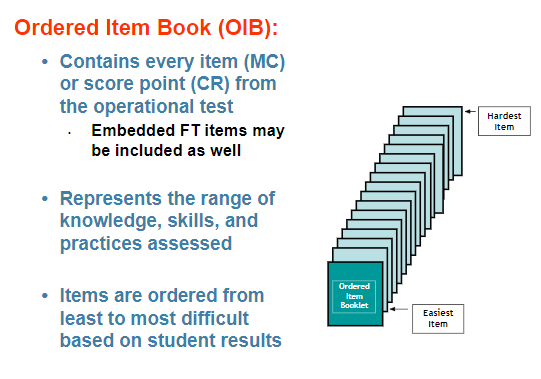 Ordered Item Book (OIB):
• Contains every item (MC)
or score point (CR) from
the operational test
• Embedded FT items may
be included as well
• Represents the range of
knowledge, skills, and
practices assessed
• Items are ordered from
least to most difficult
based on student results
Hardest
Item
Ordered
Item
Booklet
Easiest
Item